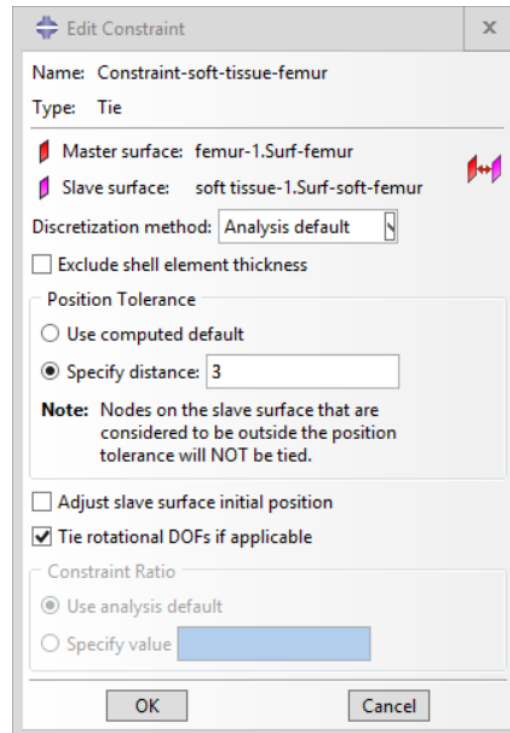 Edit Constraint
x
Name: Constraint-soft-tissue-femur
Type: Tie
Master surface: femur-1.Surf-femur
Slave surface: soft tissue-1.Surf-soft-femur
Discretization method: Analysis default
Exclude shell element thickness
Position Tolerance
Use computed default
Specify distance: 3
Note: Nodes on the slave surface that are
considered to be outside the position
tolerance will NOT be tied.
Adjust slave surface initial position
Tie rotational DOFs if applicable
Constraint Ratio
Use analysis default
Specify value
OK Cancel